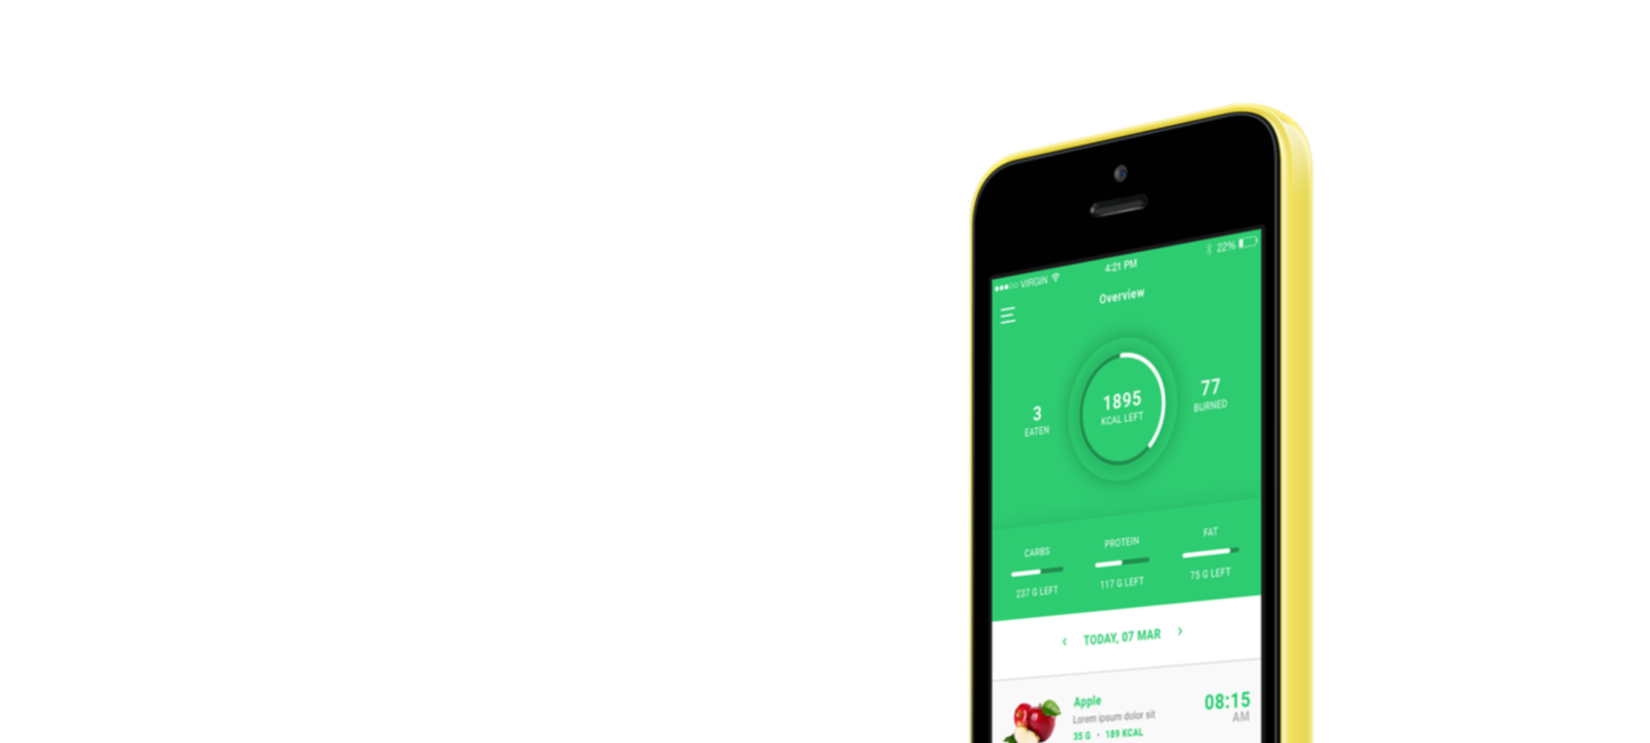 VIRGIN
4:21 PM
22%
Overview
3
EATEN
1895
KCAL LEFT
77
BURNED
CARBS
237 G LEFT
PROTEIN
117 G LEFT
FAT
75 G LEFT
TODAY, 07 MAR
Apple
Lorem ipsum dolor sit
35 G - 189 KCAL
08:15
AM